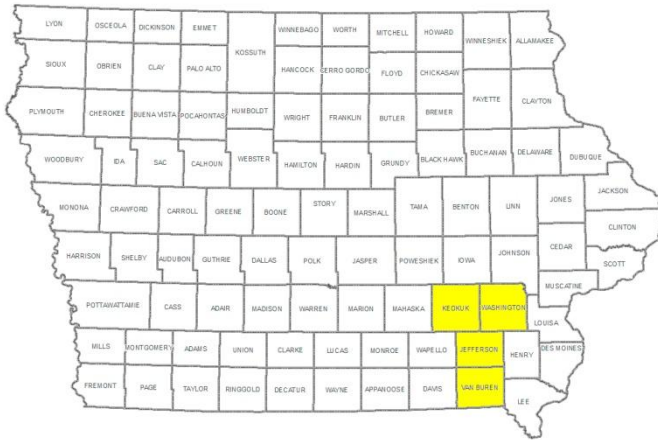 LYON OSCEOLA DICKINSON EMMET WINNEBAGO WORTH MITCHELL HOWARD WINNESHIEK ALLAMAKEE
KOSSUTH
SIOUX OBRIEN CLAY PALO ALTO HANCOCK CERRO GORDO FLOYD CHICKASAW
FAYETTE CLAYTON
PLYMOUTH CHEROKEE BUENA VISTA POCAHONTAS HUMBOLDT WRIGHT FRANKLIN BUTLER BREMER
WOODBURY IDA SAC CALHOUN WEBSTER HAMILTON HARDIN GRUNDY BLACK HAWK BUCHANAN DELAWARE DUBUQUE
MONONA CRAWFORD CARROLL GREENE BOONE STORY MARSHALL TAMA BENTON LINN JONES JACKSON
CLINTON
HARRISON SHELBY AUDUBON GUTHRIE DALLAS POLK JASPER POWESHIEK IOWA JOHNSON CEDAR
SCOTT
MUSCATINE
POTTAWATTAMIE CASS ADAIR MADISON WARREN MARION MAHASKA KEOKUK WASHINGTON
LOUISA
MILLS MONTGOMERY ADAMS UNION CLARKE LUCAS MONROE WAPELLO JEFFERSON HENRY DES MOINES
FREMONT PAGE TAYLOR RINGGOLD DECATUR WAYNE APPANOOSE DAVIS VAN BUREN
LEE